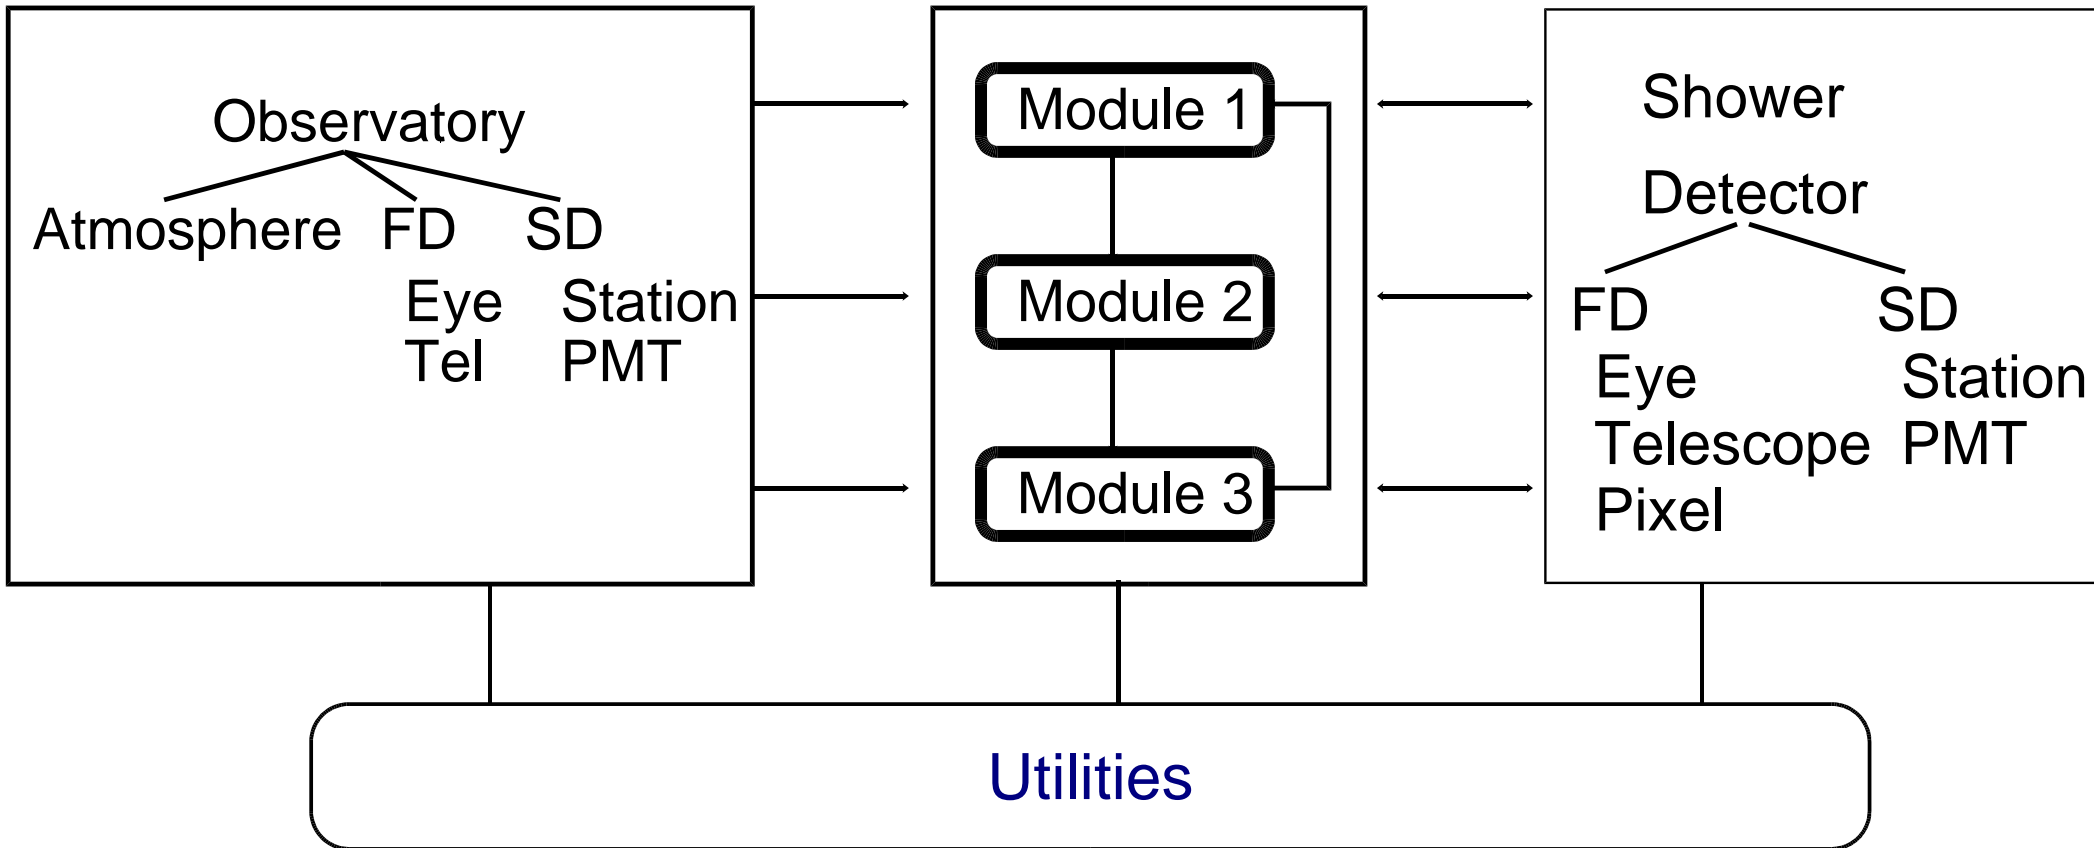 Observatory
Atmosphere FD SD
Eye Station
Tel PMT
Module 1
Module 2
Module 3
Shower
Detector
FD SD
Eye Station
Telescope PMT
Pixel
Utilities